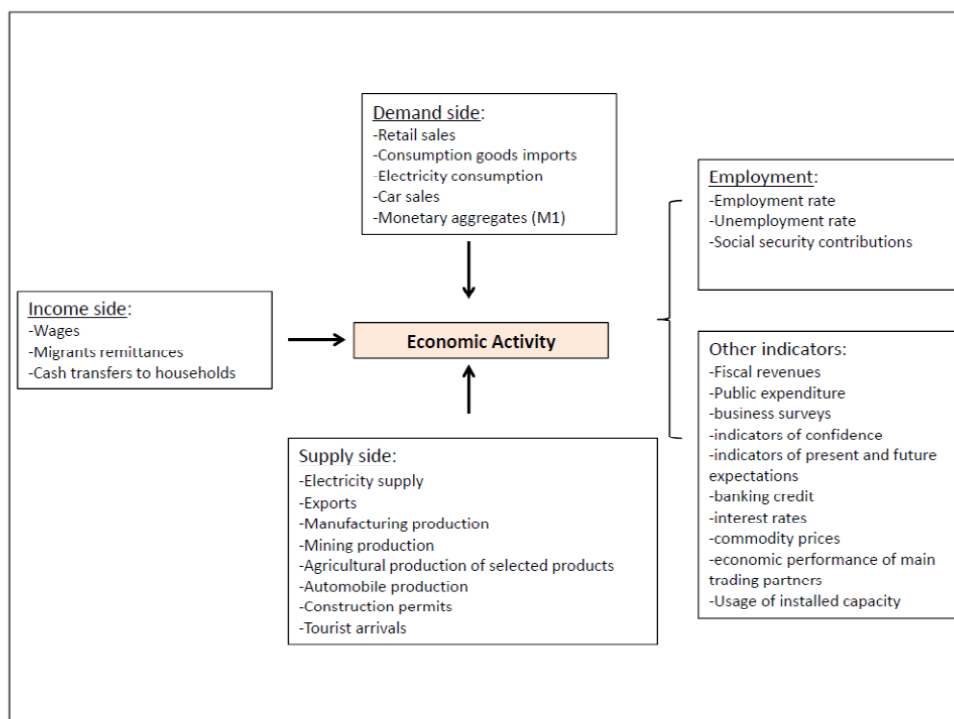 Demand side:
-Retail sales
-Consumption goods imports
-Electricity consumption
-Car sales
-Monetary aggregates (M1)
Employment:
-Employment rate
-Unemployment rate
-Social security contributions
Income side:
-Wages
-Migrants remittances
-Cash transfers to households
Economic Activity
Other indicators:
-Fiscal revenues
-Public expenditure
-business surveys
-indicators of confidence
-indicators of present and future
expectations
-banking credit
-interest rates
-commodity prices
-economic performance of main
trading partners
-Usage of installed capacity
Supply side:
-Electricity supply
-Exports
-Manufacturing production
-Mining production
-Agricultural production of selected products
-Automobile production
-Construction permits
-Tourist arrivals